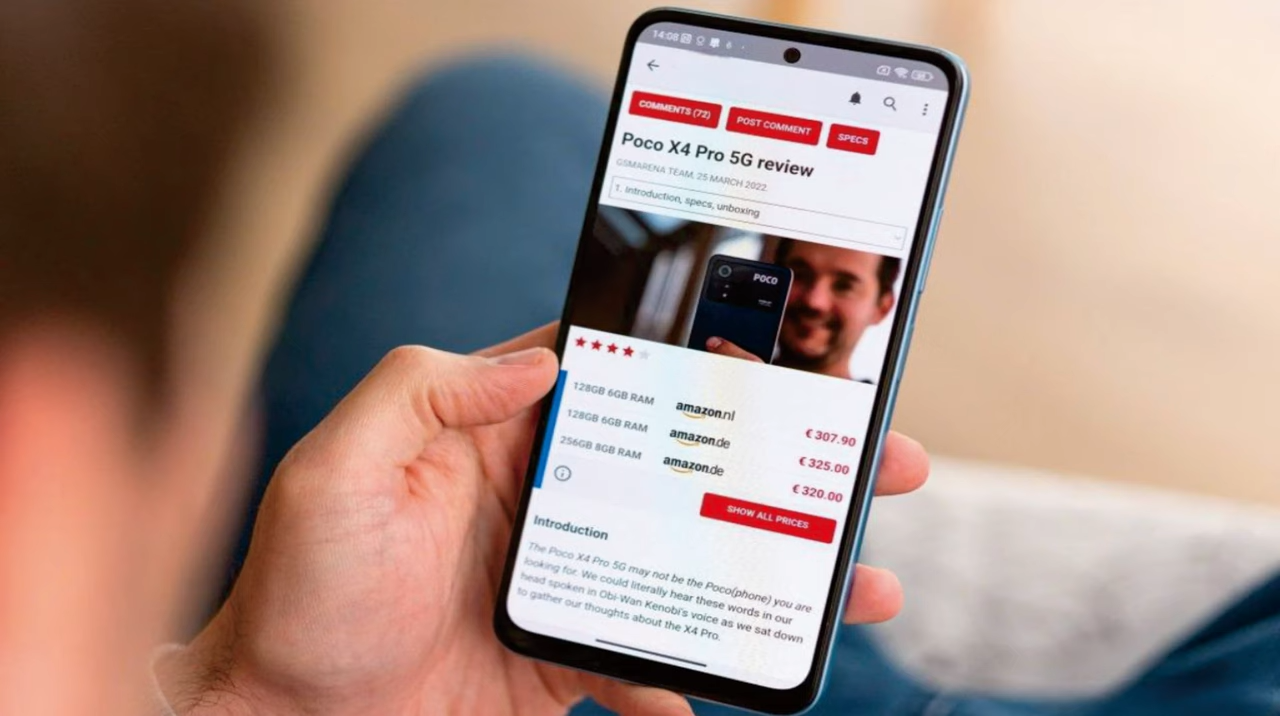 14:08
COMMENTS (72)
POST COMMENT
SPECS
Poco X4 Pro 5G review
GSMARENA TEAM, 25 MARCH 2022.
1. Introduction, specs, unboxing
POCO
128GB 6GB RAM amazon.nl € 307.90
128GB 6GB RAM amazon.de € 325.00
256GB 8GB RAM amazon.de € 320.00
SHOW ALL PRICES
Introduction
The Poco X4 Pro 5G may not be the Poco(phone) you are
looking for. We could literally hear these words in our
head spoken in Obi-Wan Kenobi's voice as we sat down
to gather our thoughts about the X4 Pro.